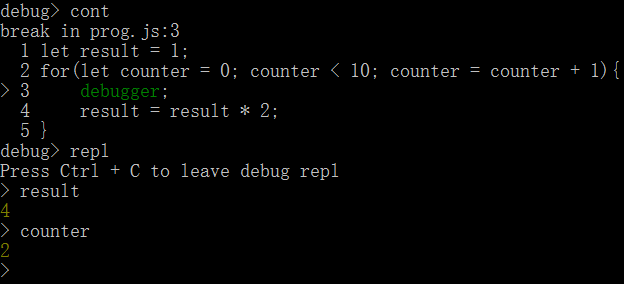 debug> cont
break in prog.js:3
  1 let result = 1;
  2 for(let counter = 0; counter < 10; counter = counter + 1){
> 3     debugger;
  4     result = result * 2;
  5 }
debug> repl
Press Ctrl + C to leave debug repl
> result
4
> counter
2
>